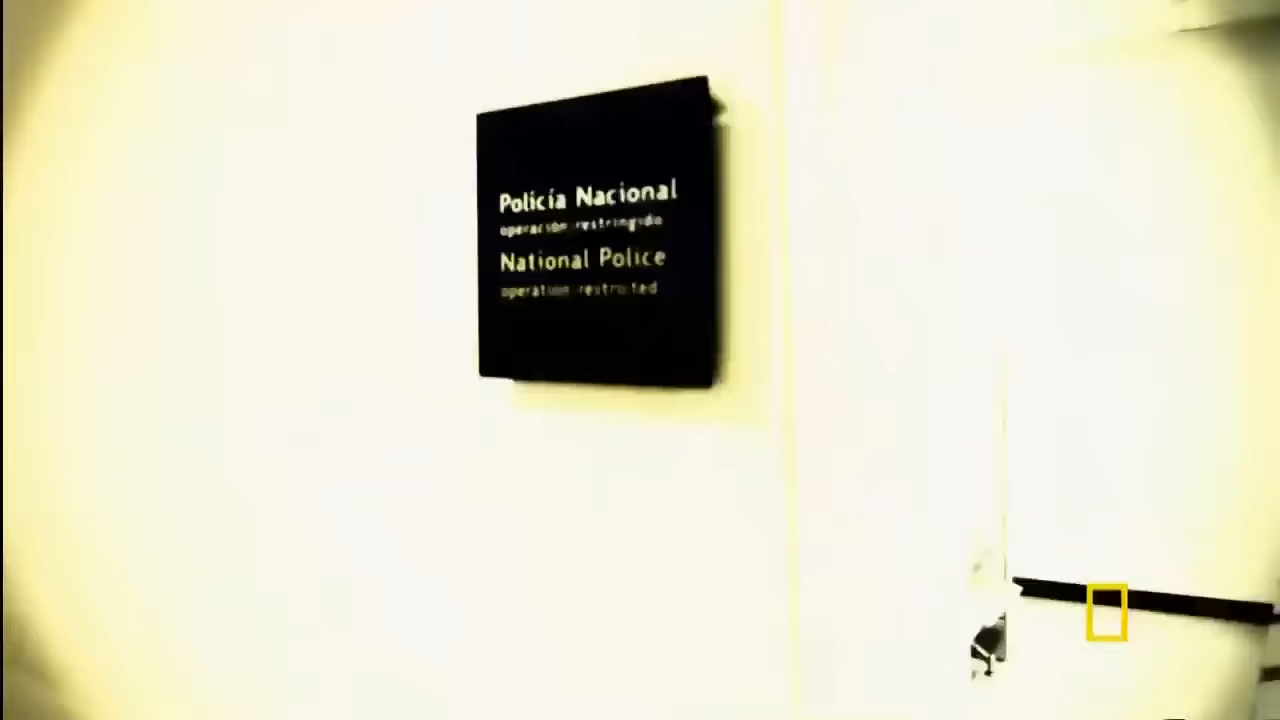 Policía Nacional
operación restringido
National Police
operation restricted